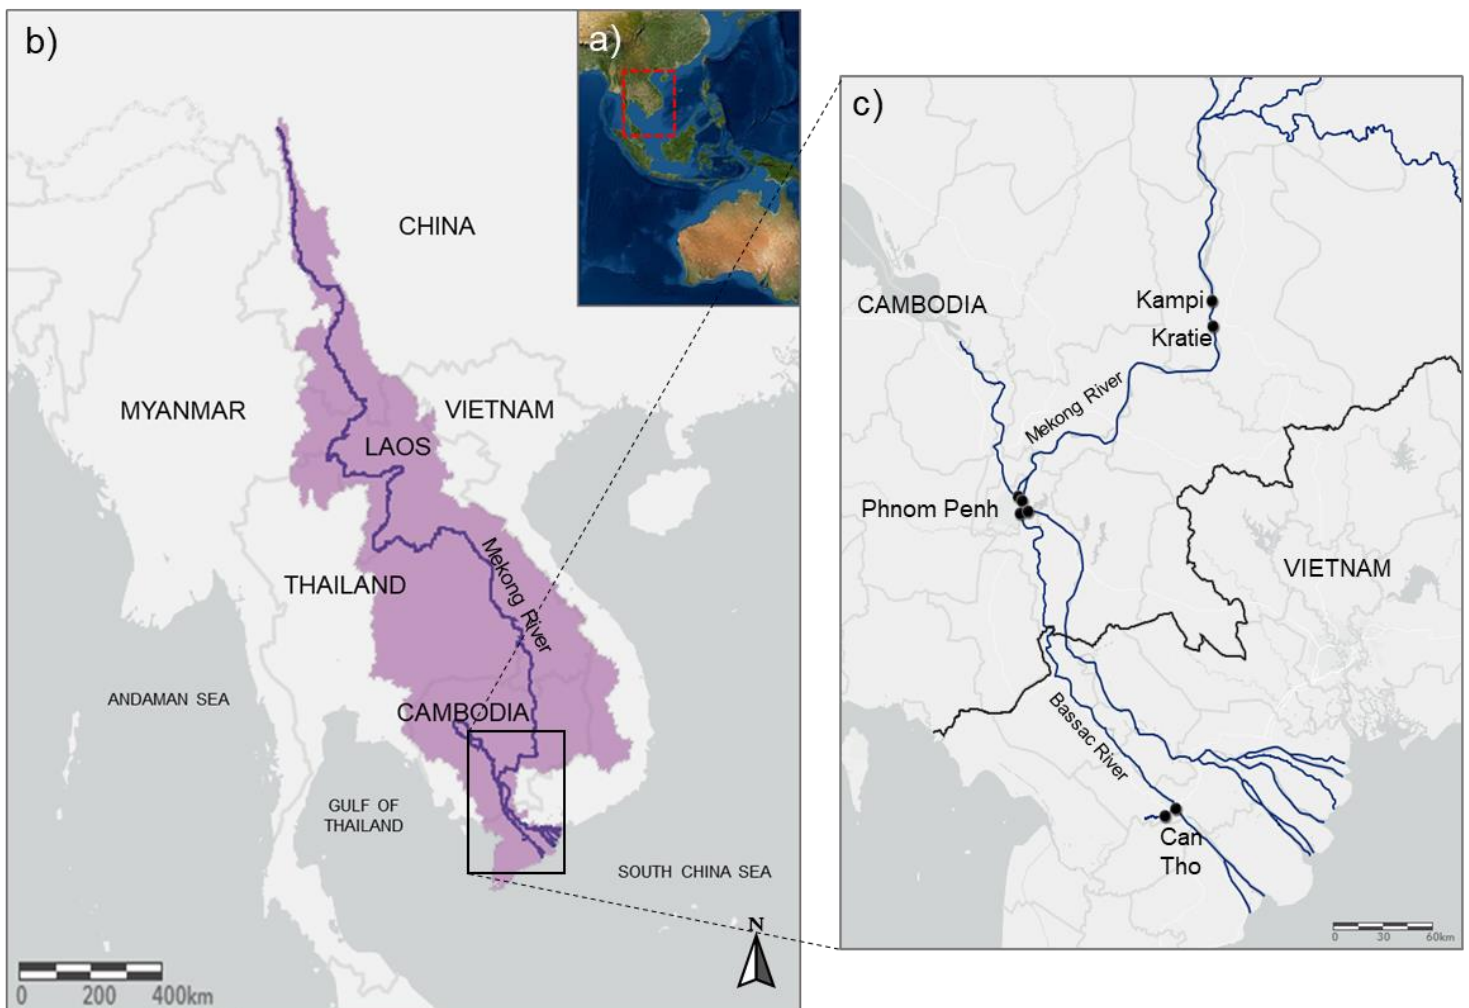 b)
a)
CHINA
MYANMAR
VIETNAM
LAOS
THAILAND
Mekong River
ANDAMAN SEA
CAMBODIA
GULF OF
THAILAND
SOUTH CHINA SEA
N
0 200 400km
c)
CAMBODIA
Kampi
Kratie
Mekong River
Phnom Penh
VIETNAM
Bassac River
Can
Tho
0 30 60km